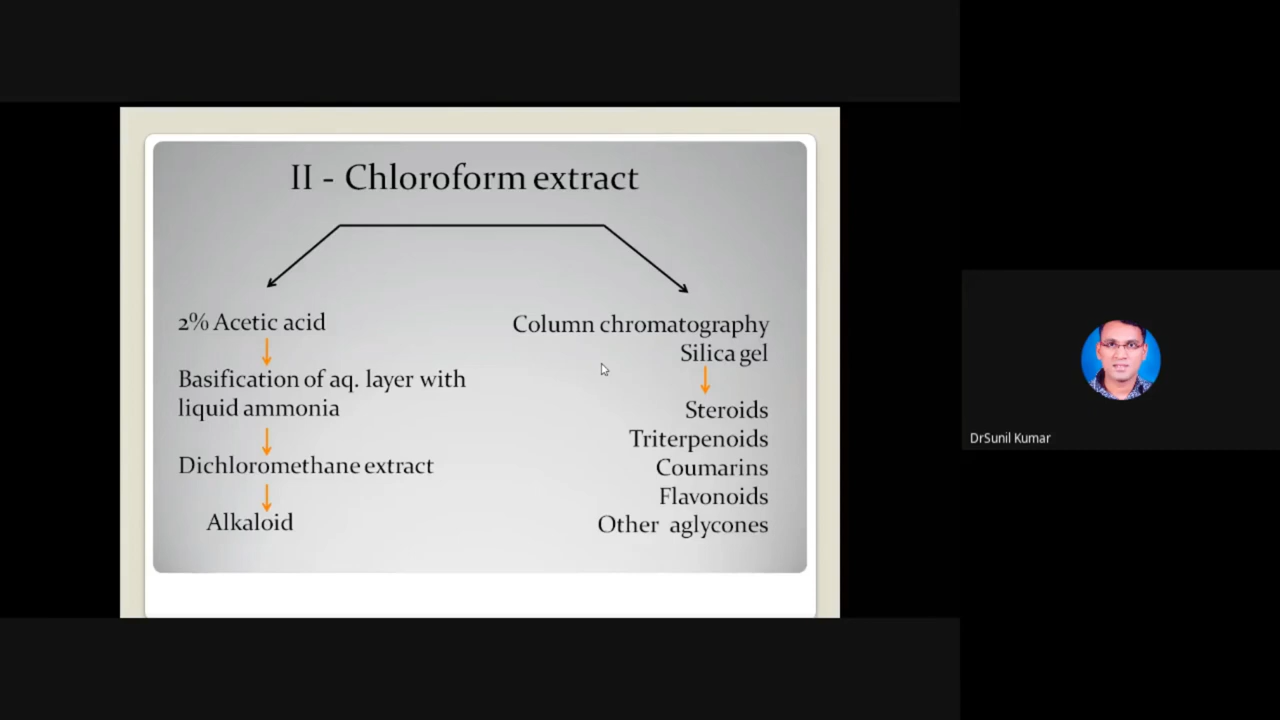 II - Chloroform extract
2% Acetic acid
Basification of aq. layer with
liquid ammonia
Dichloromethane extract
Alkaloid
Column chromatography
Silica gel
Steroids
Triterpenoids
Coumarins
Flavonoids
Other aglycones
DrSunil Kumar